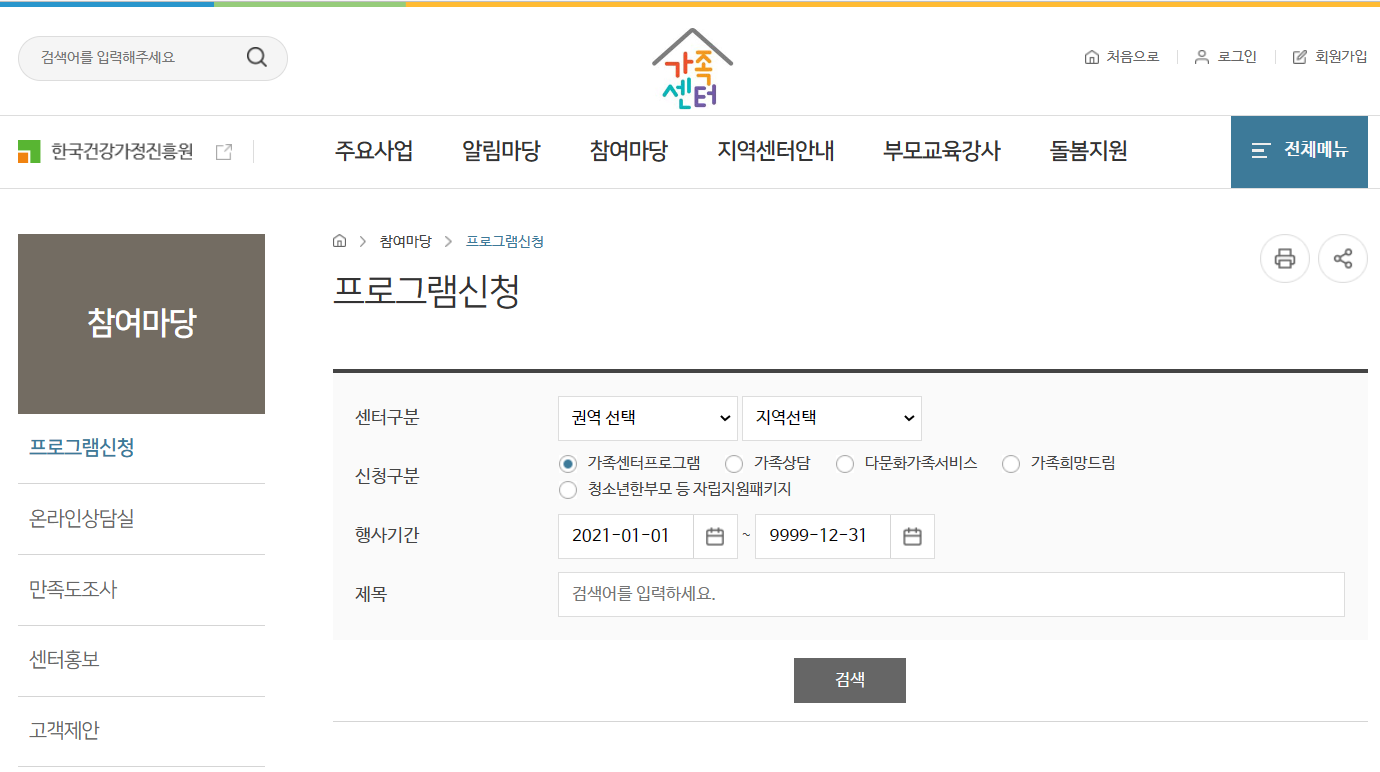 검색어를 입력해주세요
가족
센터
처음으로 로그인 회원가입
한국건강가정진흥원
주요사업 알림마당 참여마당 지역센터안내 부모교육강사 돌봄지원
전체메뉴
참여마당 프로그램신청
프로그램신청
참여마당
프로그램신청
온라인상담실
만족도조사
센터홍보
고객제안
센터구분 권역 선택 지역선택
신청구분 가족센터프로그램 가족상담 다문화가족서비스 가족희망드림
청소년한부모 등 자립지원패키지
행사기간 2021-01-01 ~ 9999-12-31
제목 검색어를 입력하세요.
검색